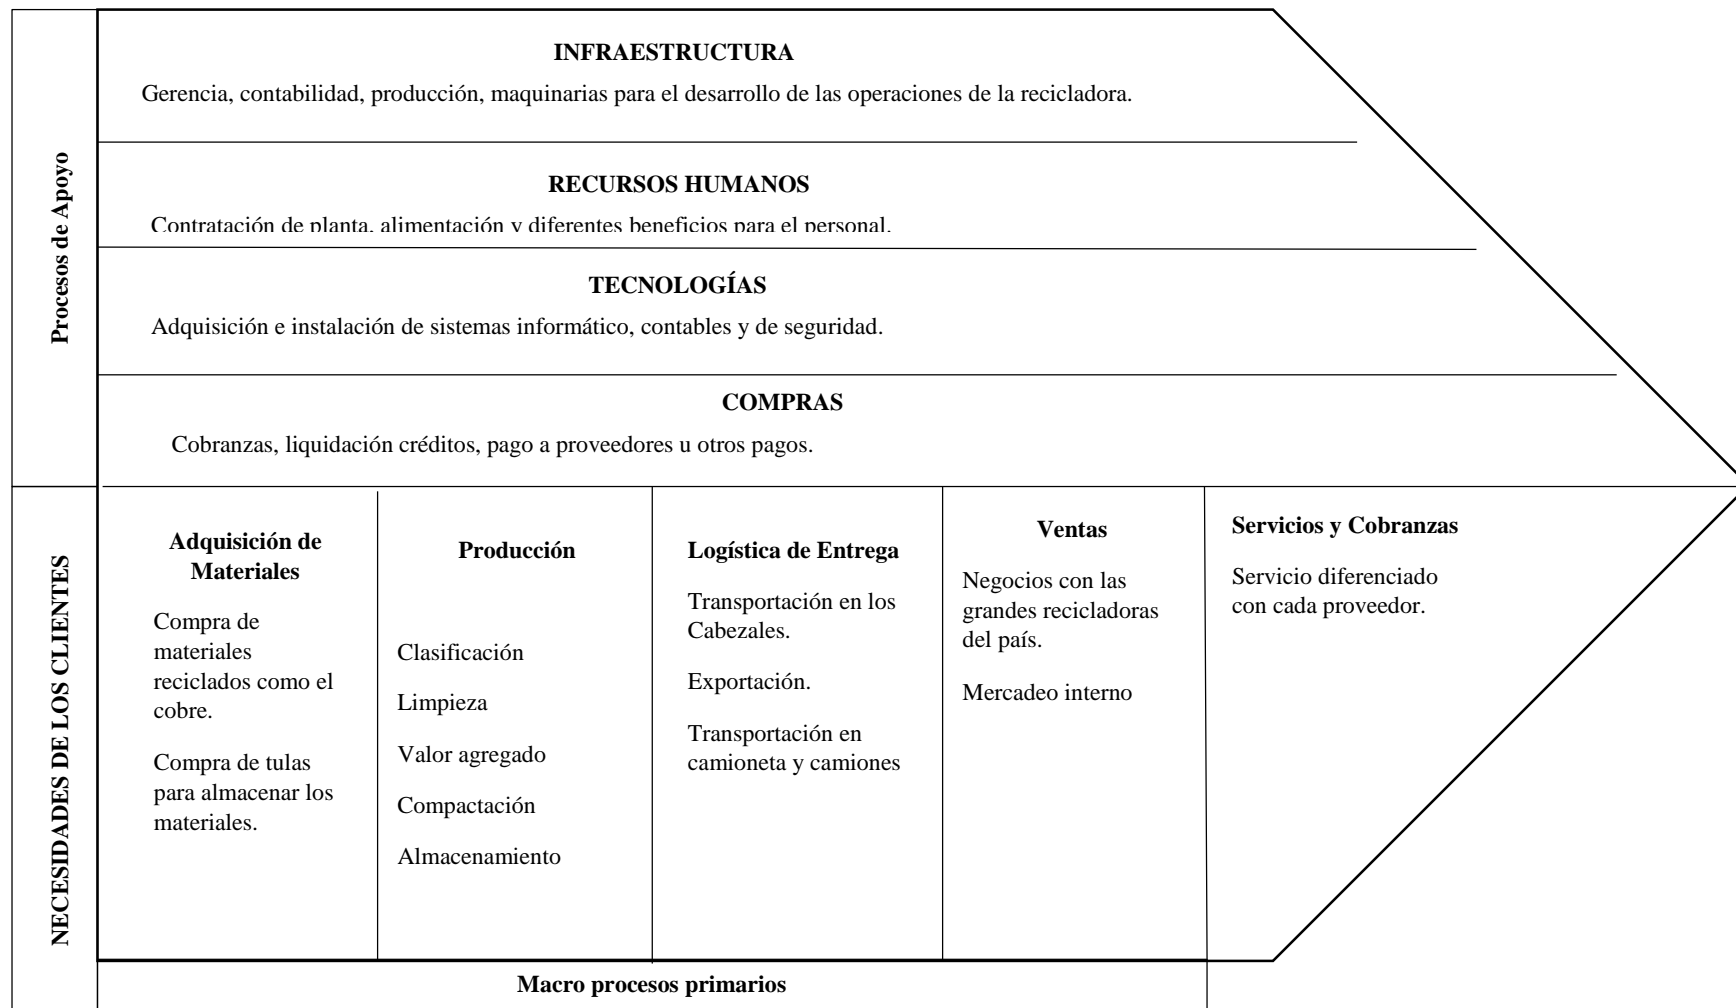 Procesos de Apoyo
INFRAESTRUCTURA
Gerencia, contabilidad, producción, maquinarias para el desarrollo de las operaciones de la recicladora.
RECURSOS HUMANOS
Contratación de planta, alimentación y diferentes beneficios para el personal.
TECNOLOGÍAS
Adquisición e instalación de sistemas informático, contables y de seguridad.
COMPRAS
Cobranzas, liquidación créditos, pago a proveedores u otros pagos.
NECESIDADES DE LOS CLIENTES
Adquisición de
Materiales
Compra de
materiales
reciclados como el
cobre.
Compra de tulas
para almacenar los
materiales.
Producción
Clasificación
Limpieza
Valor agregado
Compactación
Almacenamiento
Logística de Entrega
Transportación en los
Cabezales.
Exportación.
Transportación en
camioneta y camiones
Ventas
Negocios con las
grandes recicladoras
del país.
Mercadeo interno
Servicios y Cobranzas
Servicio diferenciado
con cada proveedor.
Macro procesos primarios